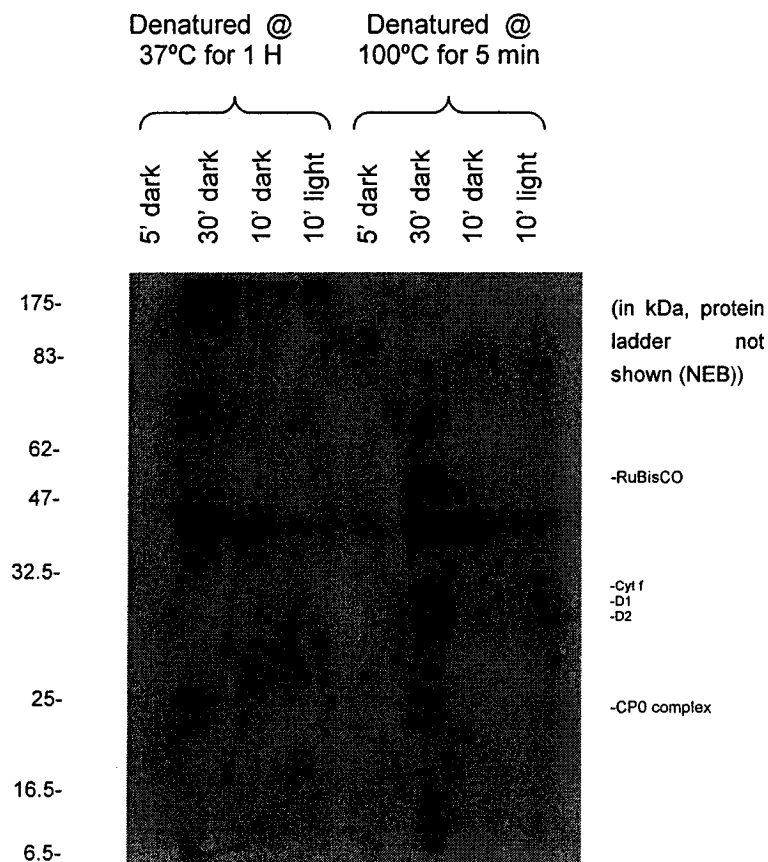 Denatured @
37ºC for 1 H
Denatured @
100ºC for 5 min
5' dark
30' dark
10' dark
10' light
5' dark
30' dark
10' dark
10' light
175-
83-
62-
47-
32.5-
25-
16.5-
6.5-
(in kDa, protein
ladder not
shown (NEB))
-RuBisCO
-Cyt f
-D1
-D2
-CP0 complex